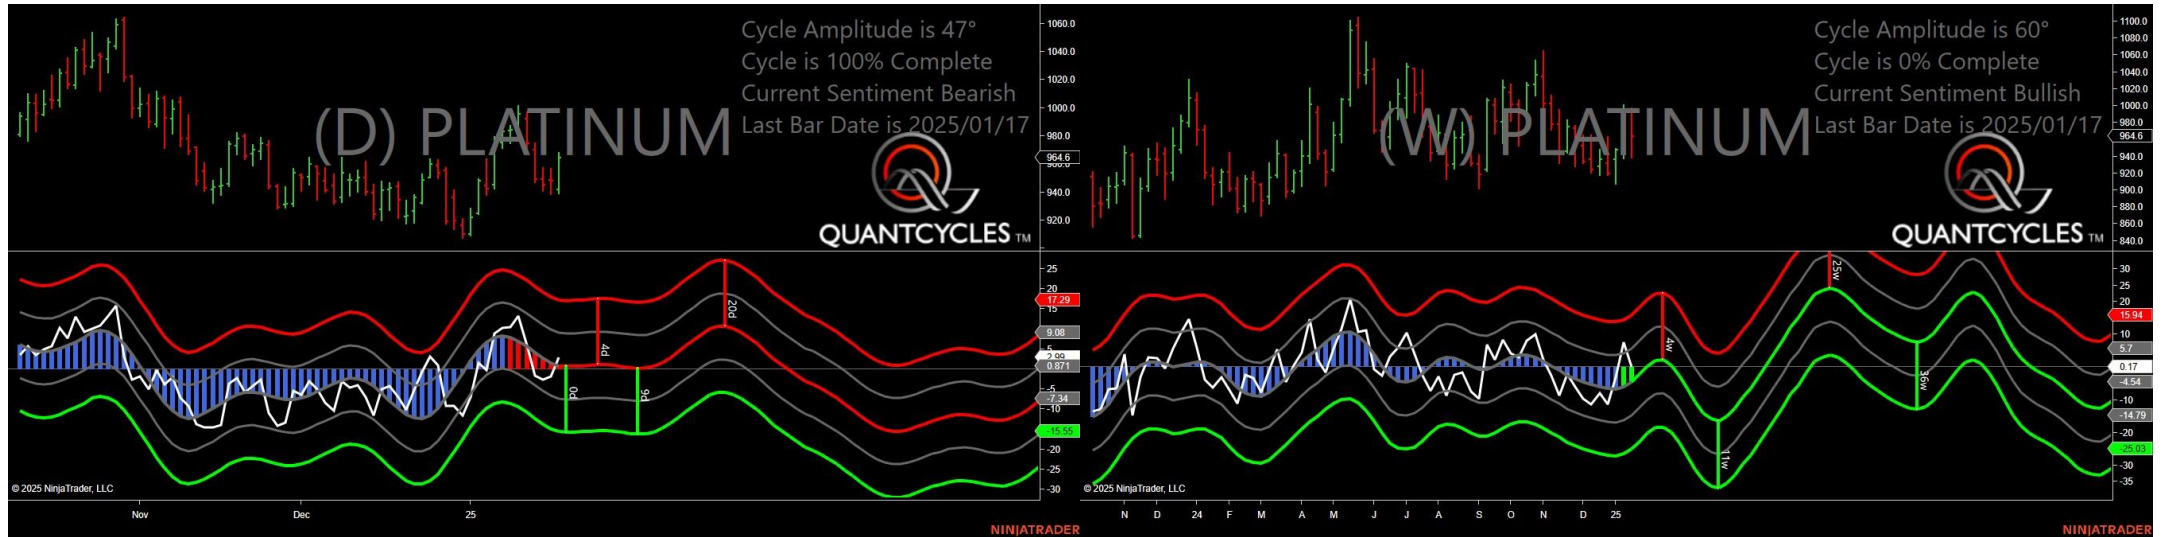 Cycle Amplitude is 47°
Cycle is 100% Complete
Current Sentiment Bearish
Last Bar Date is 2025/01/17
(D) PLATINUM
QUANTCYCLES TM
1060.0
1040.0
1020.0
1000.0
980.0
964.6
940.0
920.0
25
20
17.29
15
9.08
5
2.99
0.871
-5
-7.34
-10
-15.55
-20
-25
-30
0d
4d
9d
20d
© 2025 NinjaTrader, LLC
Nov
Dec
25
NINJATRADER
Cycle Amplitude is 60°
Cycle is 0% Complete
Current Sentiment Bullish
Last Bar Date is 2025/01/17
(W) PLATINUM
QUANTCYCLES TM
1100.0
1080.0
1060.0
1040.0
1020.0
1000.0
980.0
964.6
940.0
920.0
900.0
880.0
860.0
840.0
30
25
20
15.94
10
5.7
0.17
-4.54
-10
-14.79
-20
-25.03
-30
-35
4w
11w
25w
36w
© 2025 NinjaTrader, LLC
N D 24 F M A M J J A S O N D 25
NINJATRADER